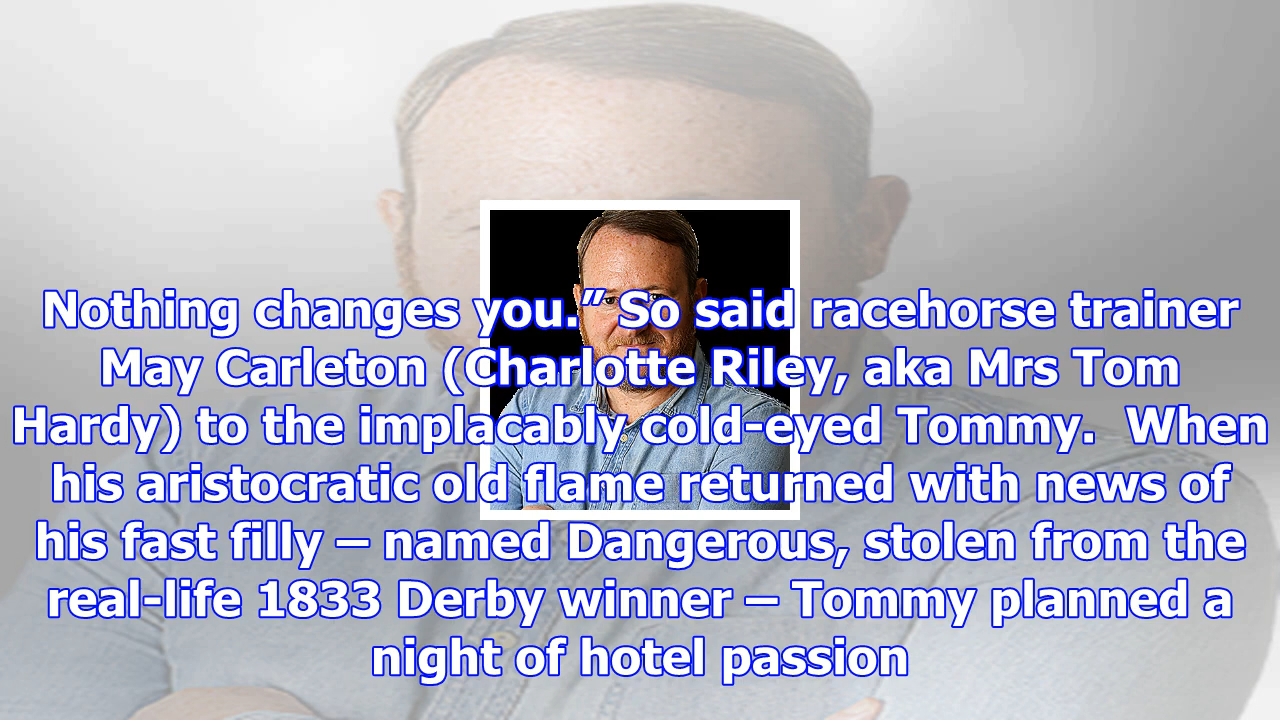 Nothing changes you.” So said racehorse trainer
May Carleton (Charlotte Riley, aka Mrs Tom
Hardy) to the implacably cold-eyed Tommy.  When
his aristocratic old flame returned with news of
his fast filly – named Dangerous, stolen from the
real-life 1833 Derby winner – Tommy planned a
night of hotel passion